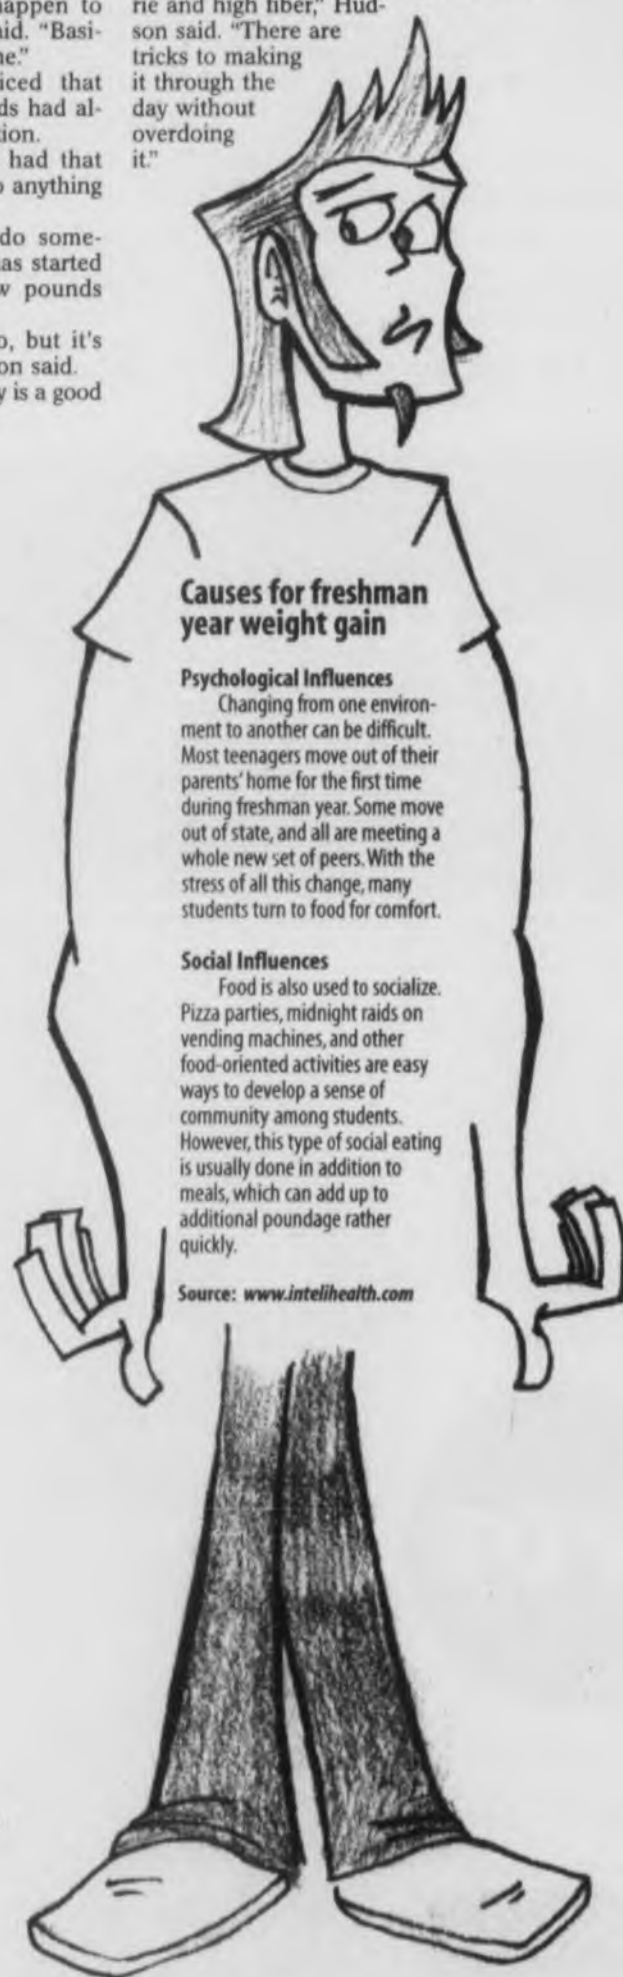 happen to
aid. "Basi-
ne."
iced that
ds had al-
ion.
had that
o anything
do some-
as started
w pounds
o, but it's
on said.
y is a good
rie and high fiber," Hud-
son said. "There are
tricks to making
it through the
day without
overdoing
it."
Causes for freshman
year weight gain
Psychological Influences
Changing from one environ-
ment to another can be difficult.
Most teenagers move out of their
parents' home for the first time
during freshman year. Some move
out of state, and all are meeting a
whole new set of peers. With the
stress of all this change, many
students turn to food for comfort.
Social Influences
Food is also used to socialize.
Pizza parties, midnight raids on
vending machines, and other
food-oriented activities are easy
ways to develop a sense of
community among students.
However, this type of social eating
is usually done in addition to
meals, which can add up to
additional poundage rather
quickly.
Source: www.intelihealth.com